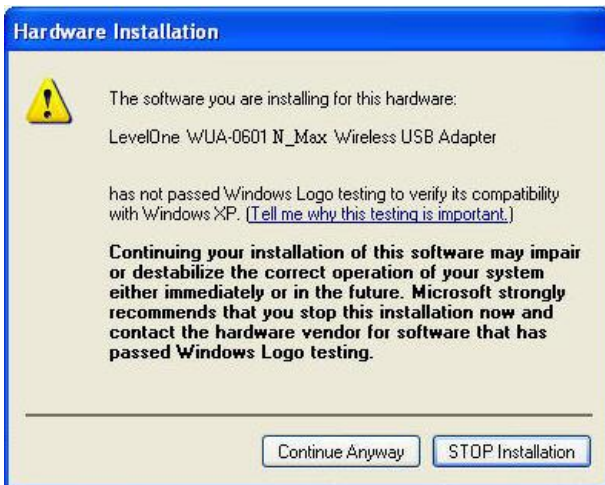 Hardware Installation
The software you are installing for this hardware:
LevelOne WUA-0601 N_Max Wireless USB Adapter
has not passed Windows Logo testing to verify its compatibility
with Windows XP. (Tell me why this testing is important.)
Continuing your installation of this software may impair
or destabilize the correct operation of your system
either immediately or in the future. Microsoft strongly
recommends that you stop this installation now and
contact the hardware vendor for software that has
passed Windows Logo testing.
Continue Anyway STOP Installation